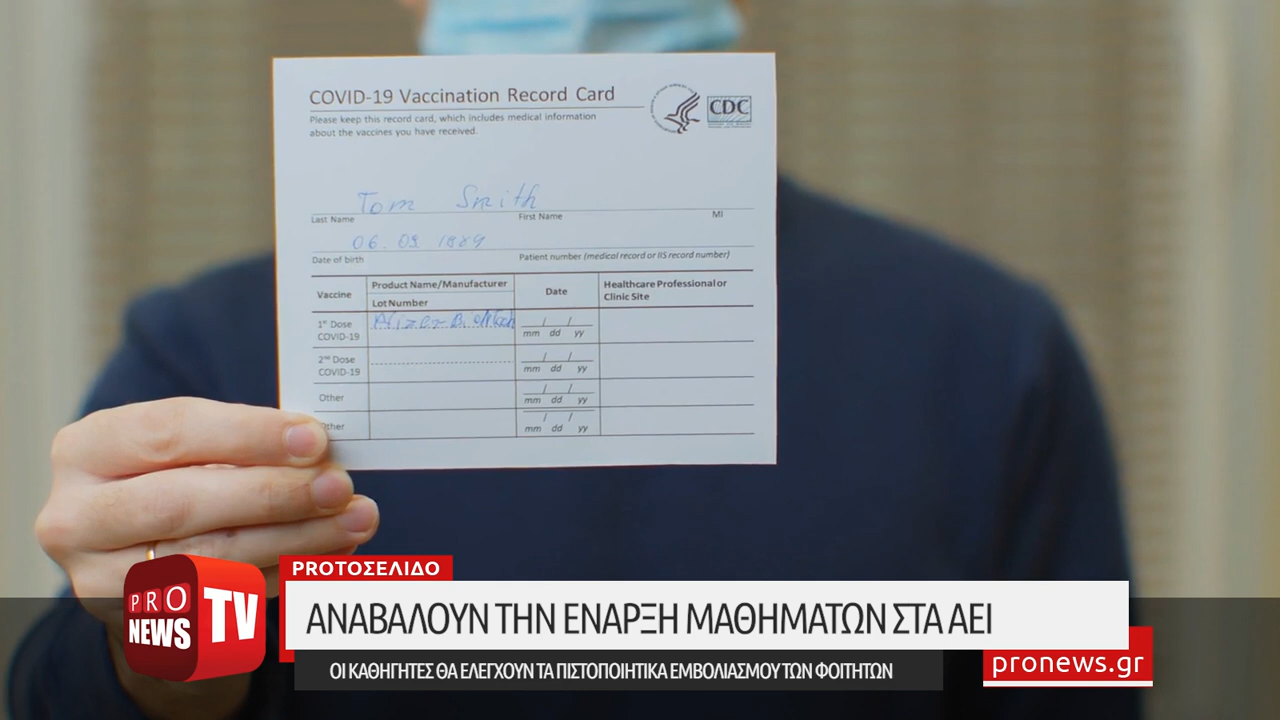 COVID-19 Vaccination Record Card
Please keep this record card, which includes medical information
about the vaccines you have received.
CDC
Tom Smith
Last Name First Name MI
06. 09 1889
Date of birth Patient number (medical record or IIS record number)
Vaccine Product Name/Manufacturer Date Healthcare Professional or
Lot Number Clinic Site
1st Dose
COVID-19 mm dd yy
2nd Dose
COVID-19 mm dd yy
Other mm dd yy
Other mm dd yy
PROΤΟΣΕΛΙΔΟ
PRO
NEWS TV
ΑΝΑΒΑΛΟΥΝ ΤΗΝ ΕΝΑΡΞΗ ΜΑΘΗΜΑΤΩΝ ΣΤΑ ΑΕΙ
ΟΙ ΚΑΘΗΓΗΤΕΣ ΘΑ ΕΛΕΓΧΟΥΝ ΤΑ ΠΙΣΤΟΠΟΙΗΤΙΚΑ ΕΜΒΟΛΙΑΣΜΟΥ ΤΩΝ ΦΟΙΤΗΤΩΝ
pronews.gr